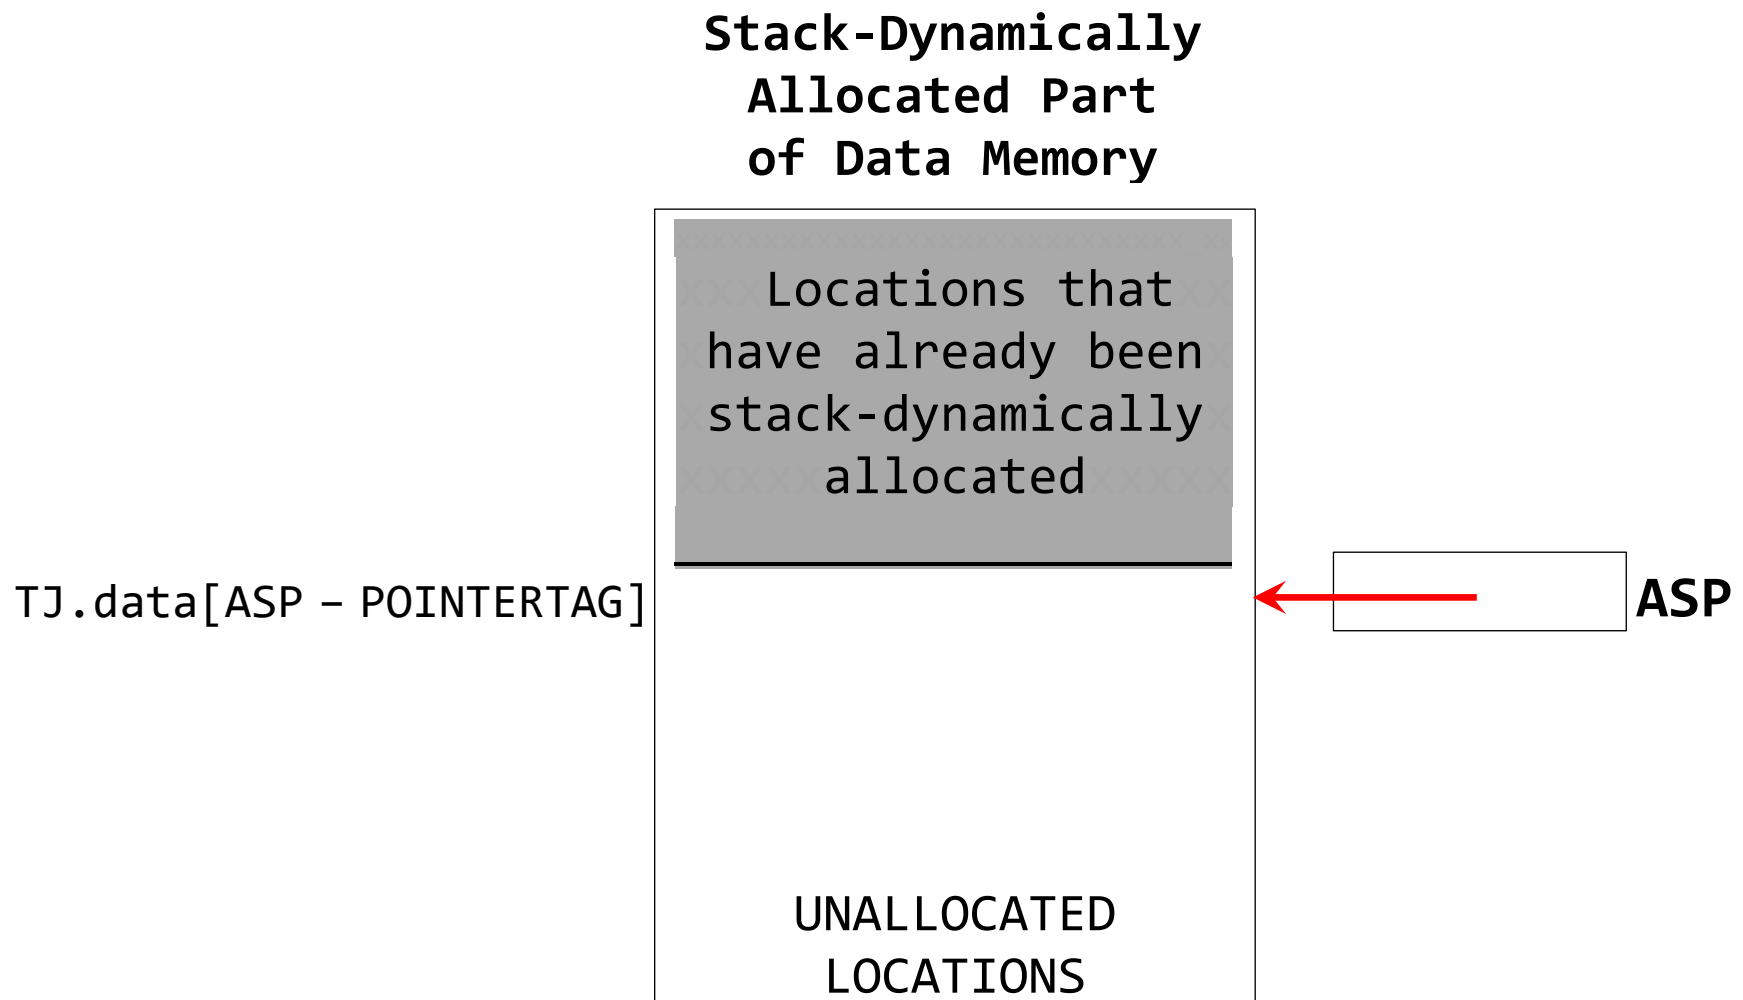 Stack-Dynamically
Allocated Part
of Data Memory
Locations that
have already been
stack-dynamically
allocated
TJ.data[ASP – POINTERTAG]
ASP
UNALLOCATED
LOCATIONS